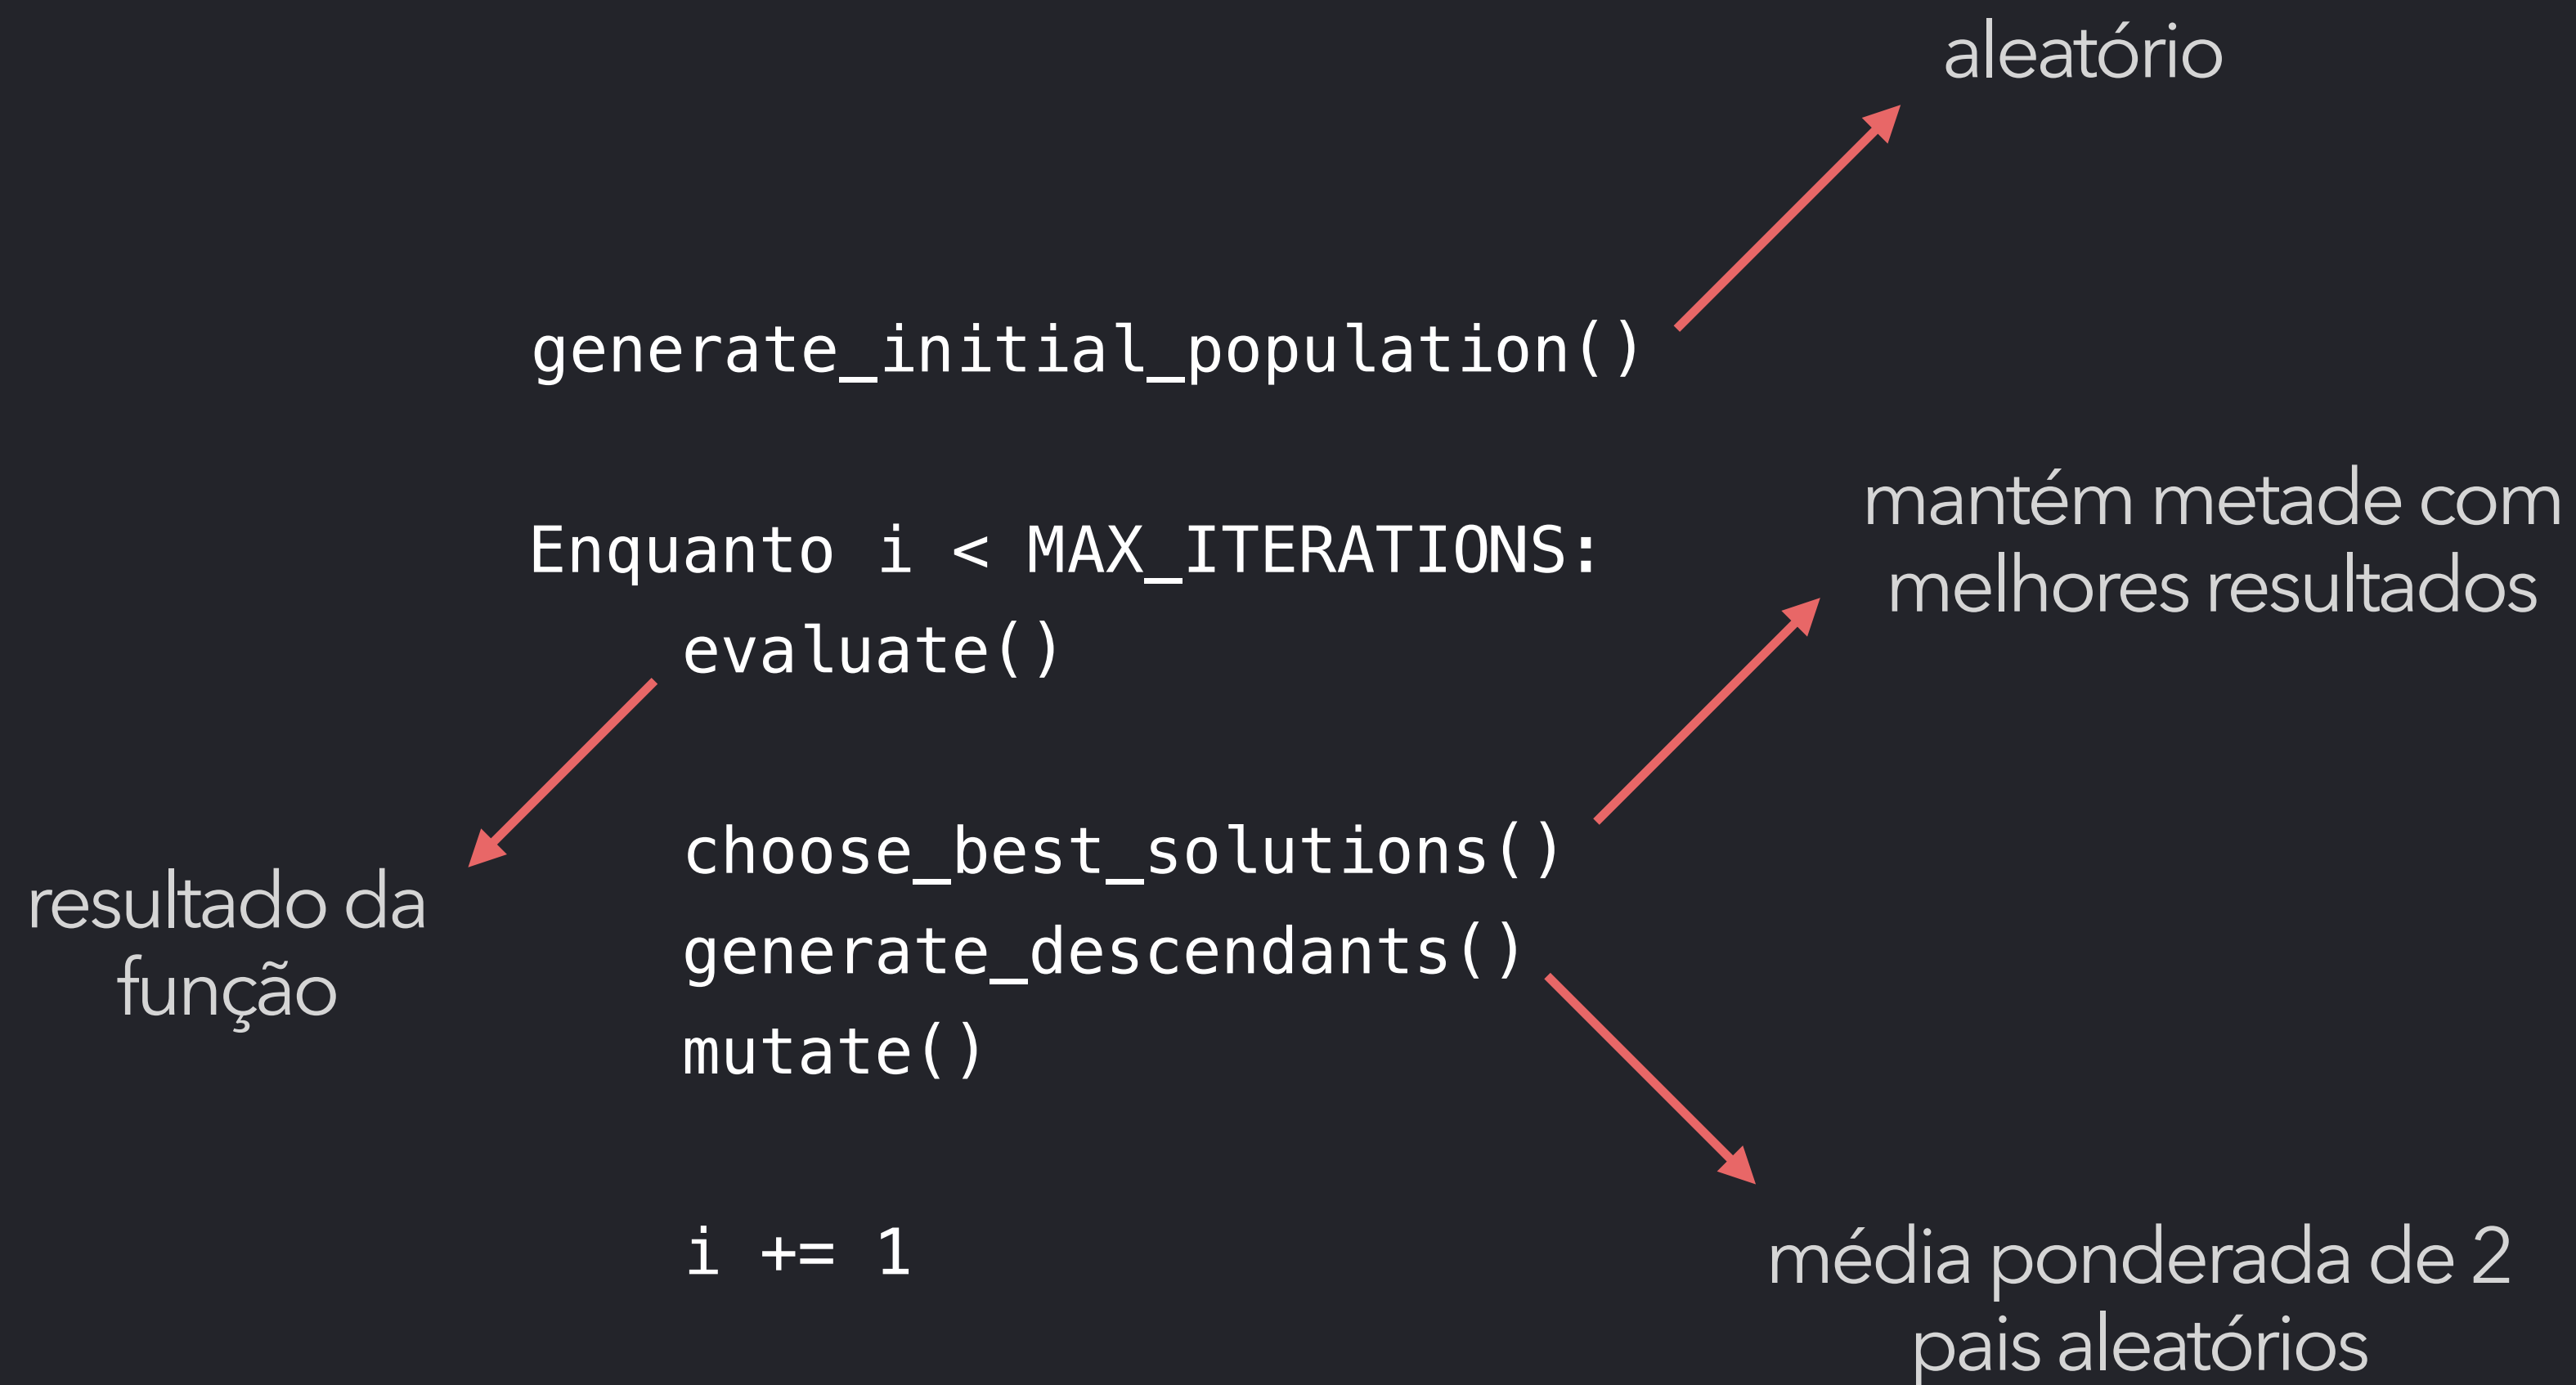 aleatório
generate_initial_population()
Enquanto i < MAX_ITERATIONS:
mantém metade com
melhores resultados
evaluate()
choose_best_solutions()
resultado da
função
generate_descendants()
mutate()
i += 1
média ponderada de 2
pais aleatórios